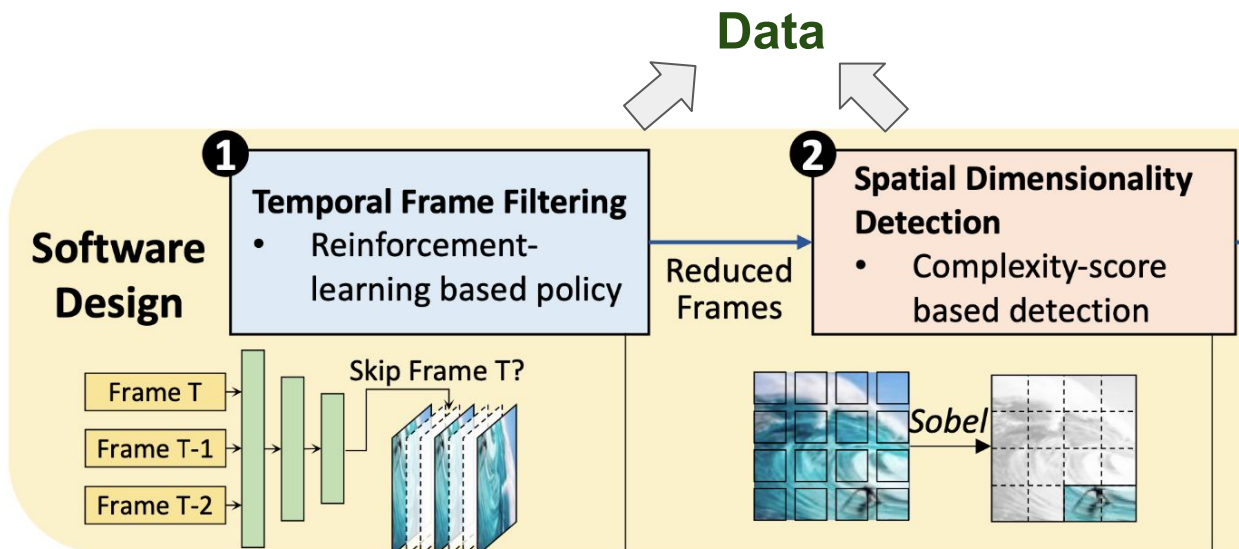 Data
1
Temporal Frame Filtering
• Reinforcement-
learning based policy
2
Spatial Dimensionality
Detection
• Complexity-score
based detection
Software
Design
Reduced
Frames
Skip Frame T?
Frame T
Frame T-1
Frame T-2
Sobel